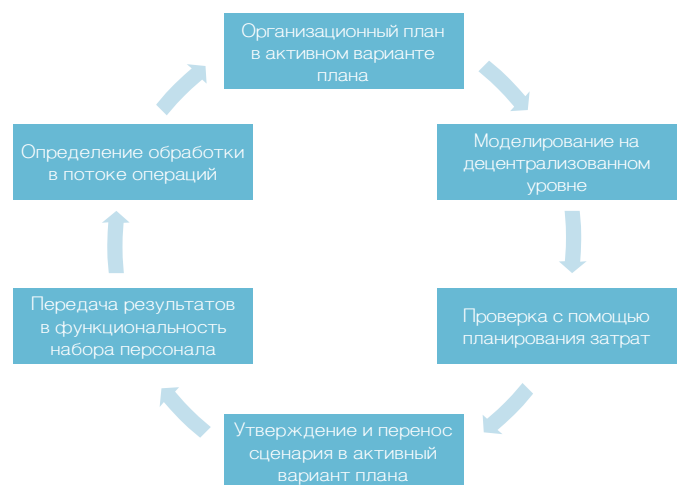 Организационный план
в активном варианте
плана
Моделирование на
децентрализованном
уровне
Проверка с помощью
планирования затрат
Утверждение и перенос
сценария в активный
вариант плана
Передача результатов
в функциональность
набора персонала
Определение обработки
в потоке операций